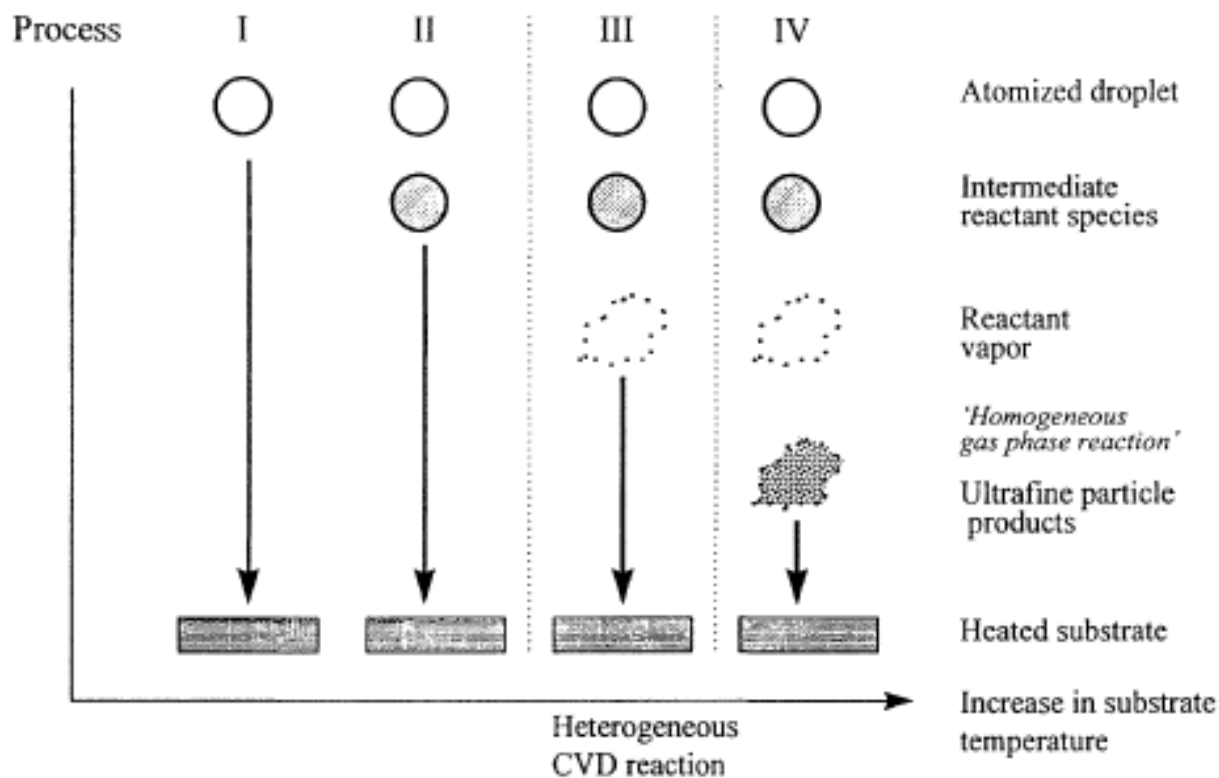 Process I II III IV
Atomized droplet
Intermediate
reactant species
Reactant
vapor
'Homogeneous
gas phase reaction'
Ultrafine particle
products
Heated substrate
Increase in substrate
temperature
Heterogeneous
CVD reaction